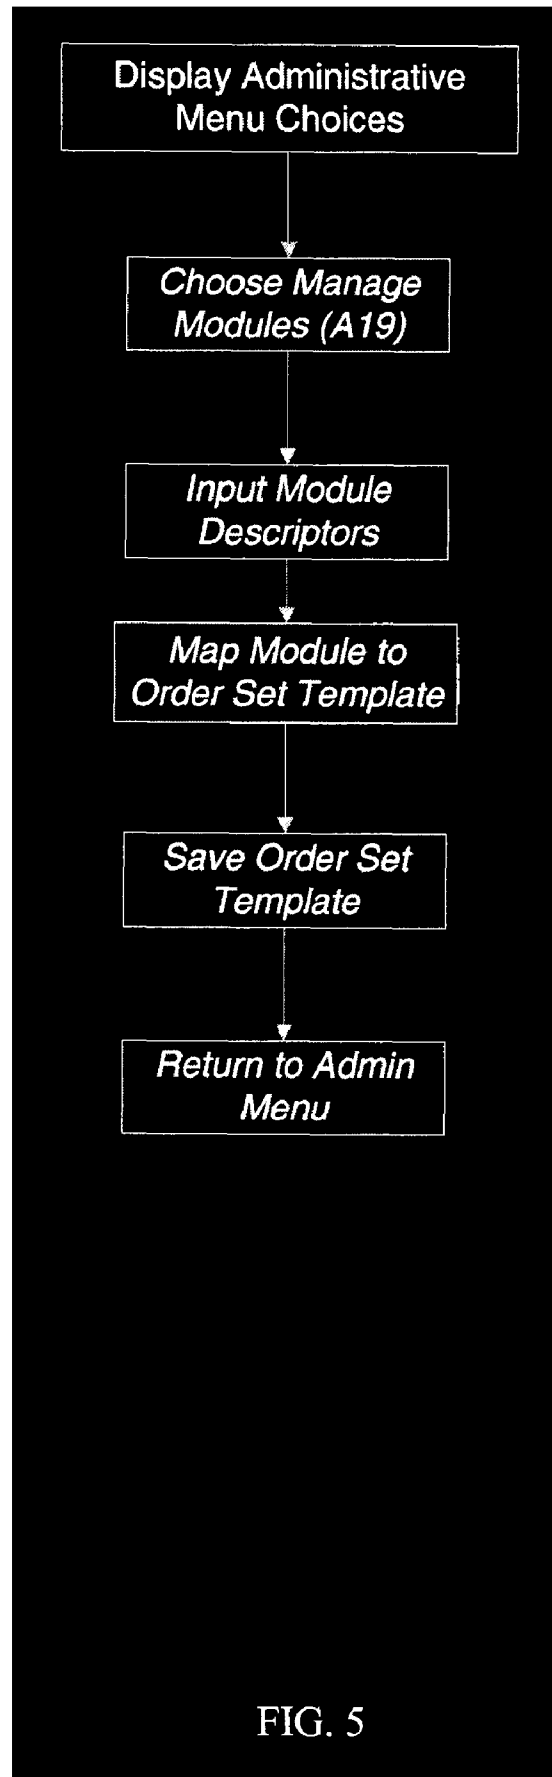 Display Administrative
Menu Choices
Choose Manage
Modules (A19)
Input Module
Descriptors
Map Module to
Order Set Template
Save Order Set
Template
Return to Admin
Menu
FIG. 5